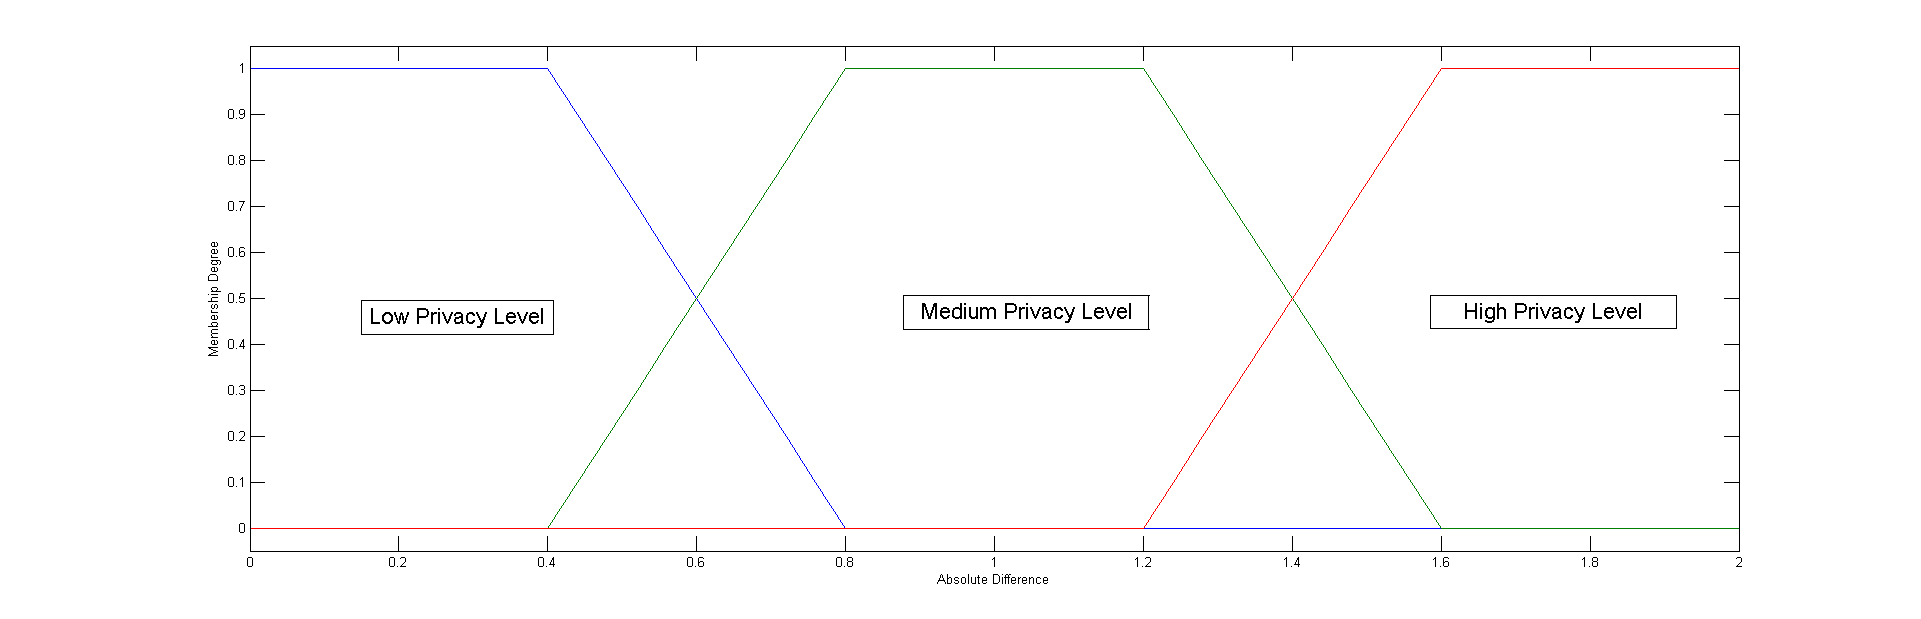 1
0.9
0.8
0.7
0.6
0.5
0.4
0.3
0.2
0.1
0
Membership Degree
Low Privacy Level
Medium Privacy Level
High Privacy Level
0 0.2 0.4 0.6 0.8 1 1.2 1.4 1.6 1.8 2
Absolute Difference